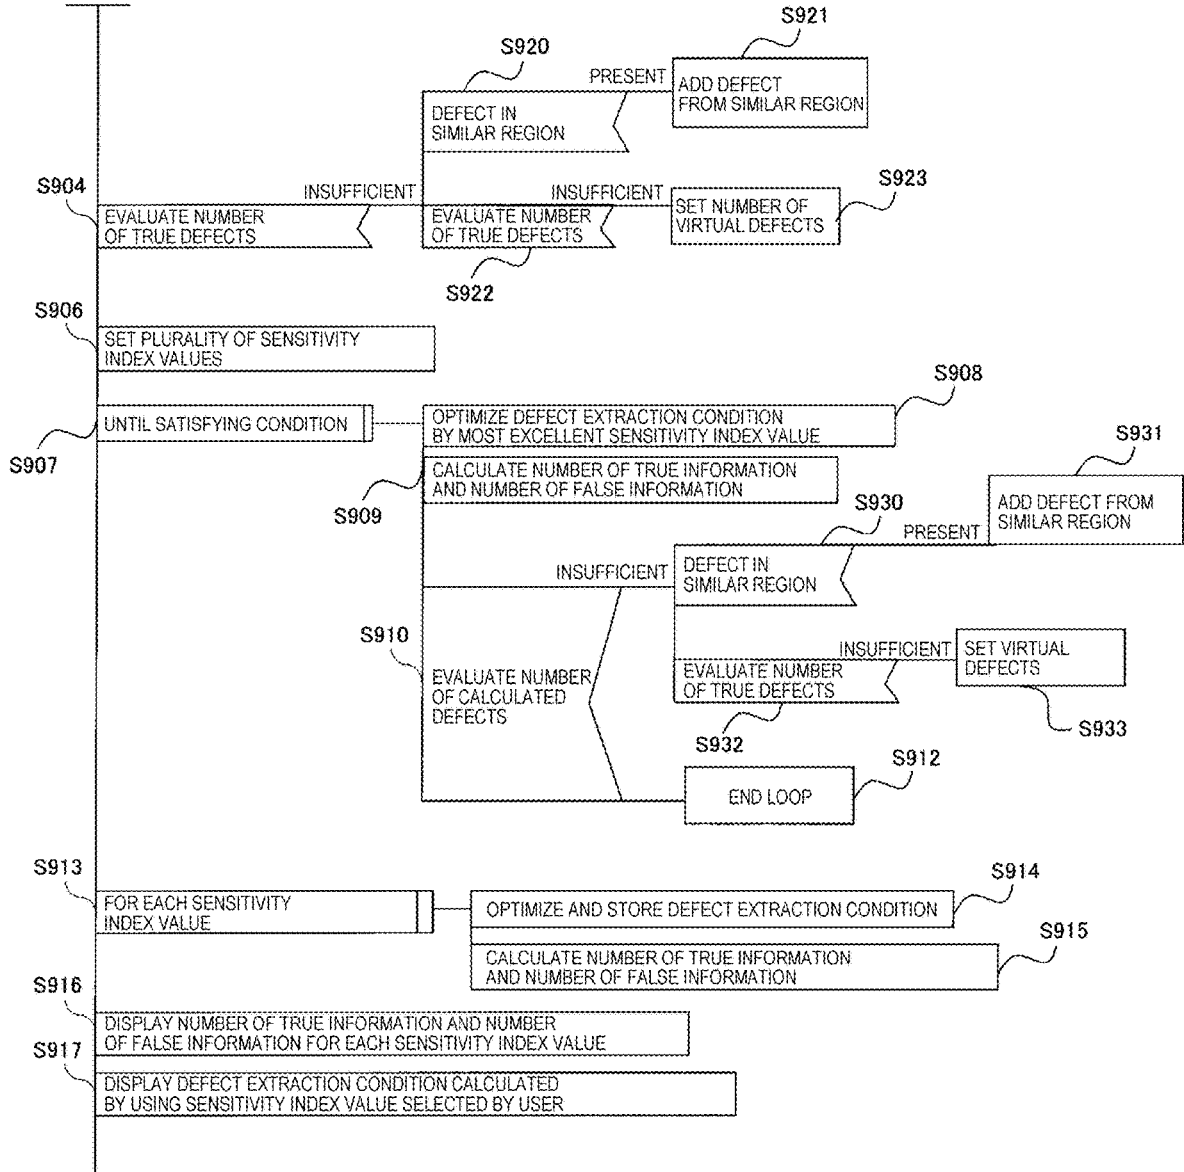 S921
S920
PRESENT
ADD DEFECT
FROM SIMILAR REGION
DEFECT IN
SIMILAR REGION
S904
INSUFFICIENT
INSUFFICIENT
S923
EVALUATE NUMBER
OF TRUE DEFECTS
EVALUATE NUMBER
OF TRUE DEFECTS
SET NUMBER OF
VIRTUAL DEFECTS
S922
S906
SET PLURALITY OF SENSITIVITY
INDEX VALUES
S908
UNTIL SATISFYING CONDITION
OPTIMIZE DEFECT EXTRACTION CONDITION
BY MOST EXCELLENT SENSITIVITY INDEX VALUE
S907
S931
CALCULATE NUMBER OF TRUE INFORMATION
AND NUMBER OF FALSE INFORMATION
S909
S930
ADD DEFECT FROM
SIMILAR REGION
PRESENT
INSUFFICIENT
DEFECT IN
SIMILAR REGION
S910
INSUFFICIENT
SET VIRTUAL
DEFECTS
EVALUATE NUMBER
OF CALCULATED
DEFECTS
EVALUATE NUMBER
OF TRUE DEFECTS
S932
S933
S912
END LOOP
S913
S914
FOR EACH SENSITIVITY
INDEX VALUE
OPTIMIZE AND STORE DEFECT EXTRACTION CONDITION
S915
CALCULATE NUMBER OF TRUE INFORMATION
AND NUMBER OF FALSE INFORMATION
S916
DISPLAY NUMBER OF TRUE INFORMATION AND NUMBER
OF FALSE INFORMATION FOR EACH SENSITIVITY INDEX VALUE
S917
DISPLAY DEFECT EXTRACTION CONDITION CALCULATED
BY USING SENSITIVITY INDEX VALUE SELECTED BY USER